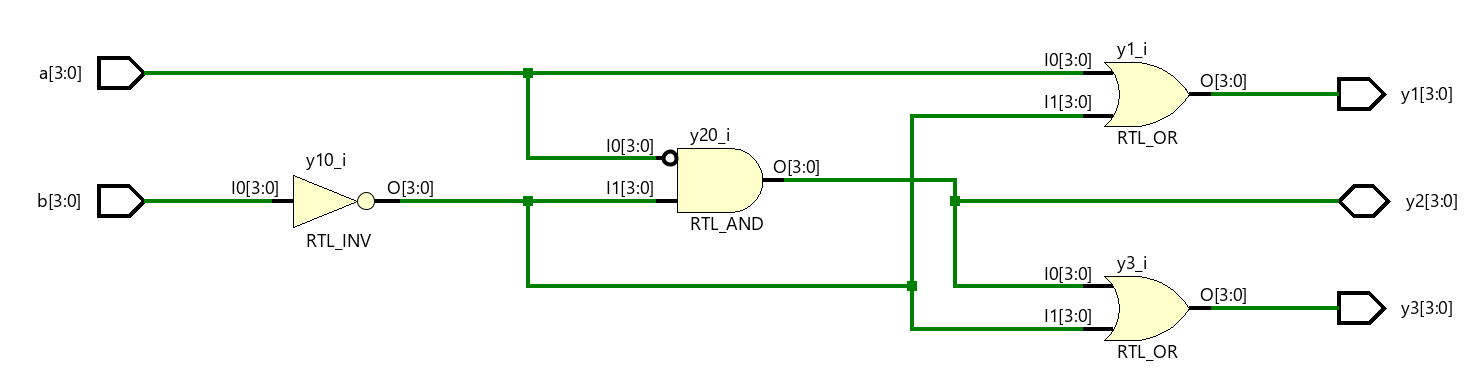 y1_i
a[3:0] I0[3:0] O[3:0] y1[3:0]
I1[3:0]
y20_i RTL_OR
y10_i I0[3:0] O[3:0]
b[3:0] I0[3:0] O[3:0] I1[3:0] y2[3:0]
RTL_INV RTL_AND
y3_i
I0[3:0] O[3:0] y3[3:0]
I1[3:0]
RTL_OR